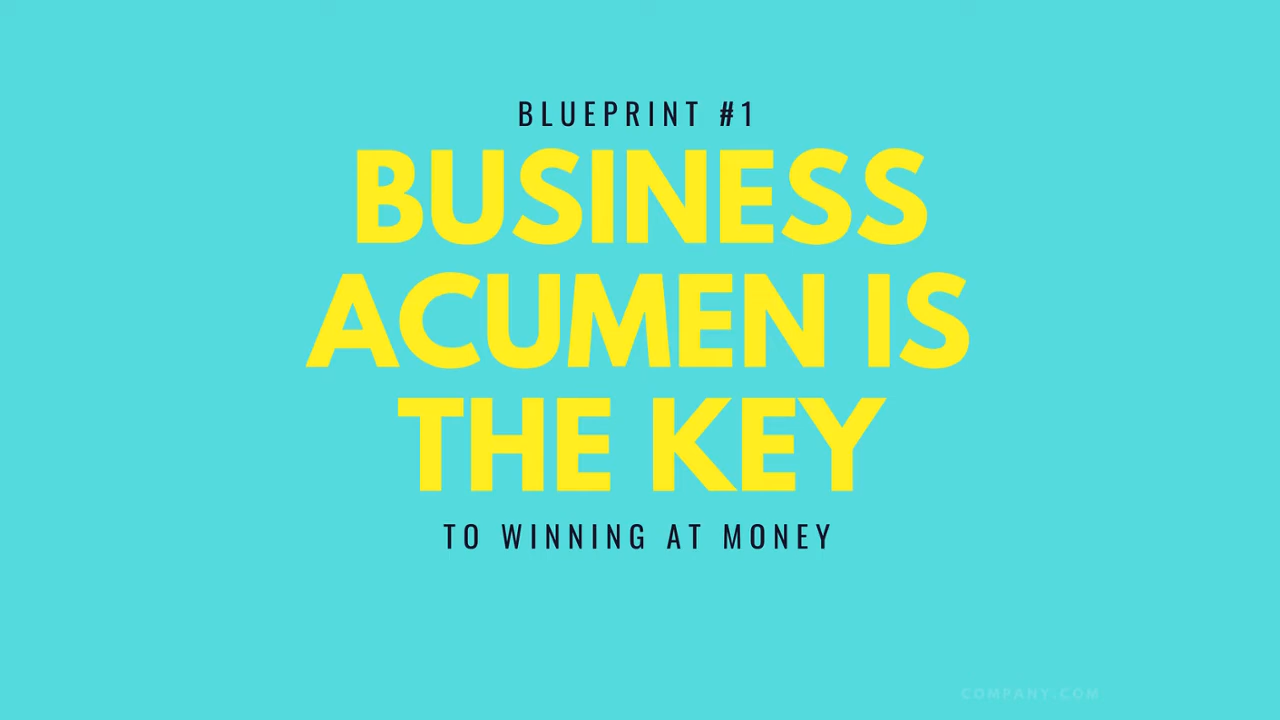 BLUEPRINT #1
BUSINESS
ACUMEN IS
THE KEY
TO WINNING AT MONEY
COMPANY.COM